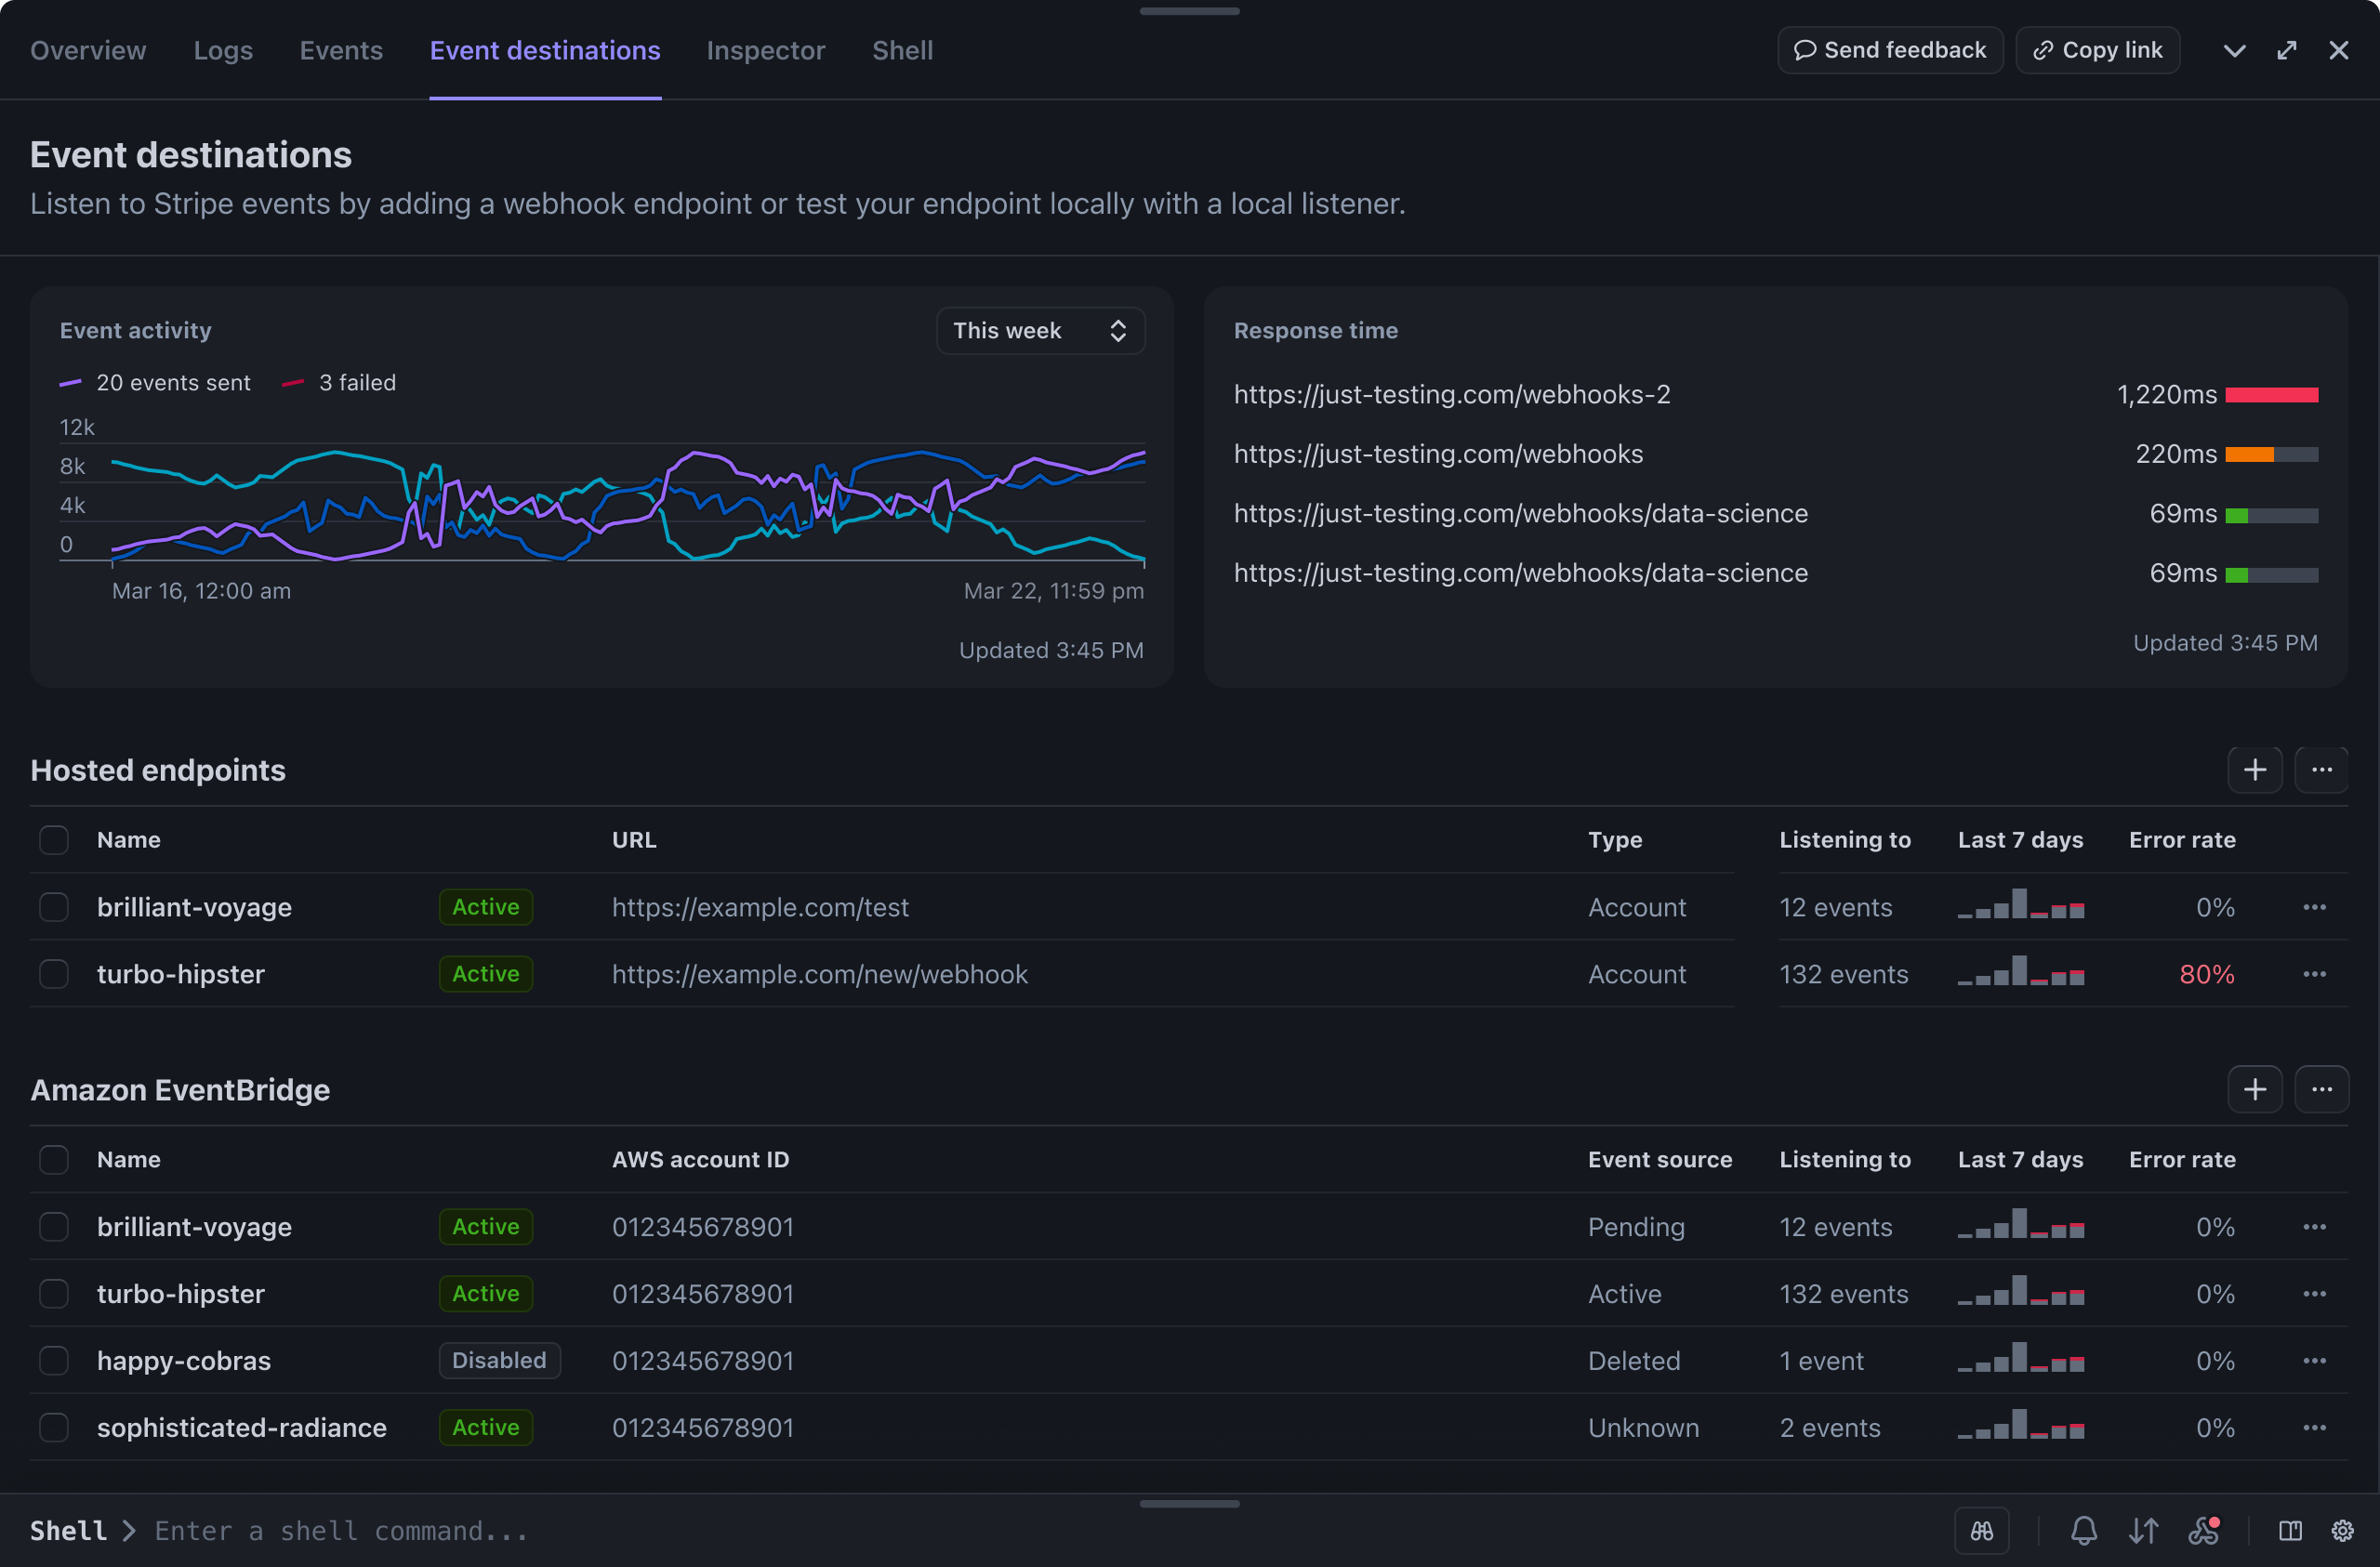 Overview Logs Events Event destinations Inspector Shell Send feedback Copy link
Event destinations
Listen to Stripe events by adding a webhook endpoint or test your endpoint locally with a local listener.
Event activity This week
20 events sent 3 failed
12k
8k
4k
0
Mar 16, 12:00 am Mar 22, 11:59 pm
Updated 3:45 PM
Response time
https://just-testing.com/webhooks-2 1,220ms
https://just-testing.com/webhooks 220ms
https://just-testing.com/webhooks/data-science 69ms
https://just-testing.com/webhooks/data-science 69ms
Updated 3:45 PM
Hosted endpoints
Name URL Type Listening to Last 7 days Error rate
brilliant-voyage Active https://example.com/test Account 12 events 0%
turbo-hipster Active https://example.com/new/webhook Account 132 events 80%
Amazon EventBridge
Name AWS account ID Event source Listening to Last 7 days Error rate
brilliant-voyage Active 012345678901 Pending 12 events 0%
turbo-hipster Active 012345678901 Active 132 events 0%
happy-cobras Disabled 012345678901 Deleted 1 event 0%
sophisticated-radiance Active 012345678901 Unknown 2 events 0%
Shell Enter a shell command...